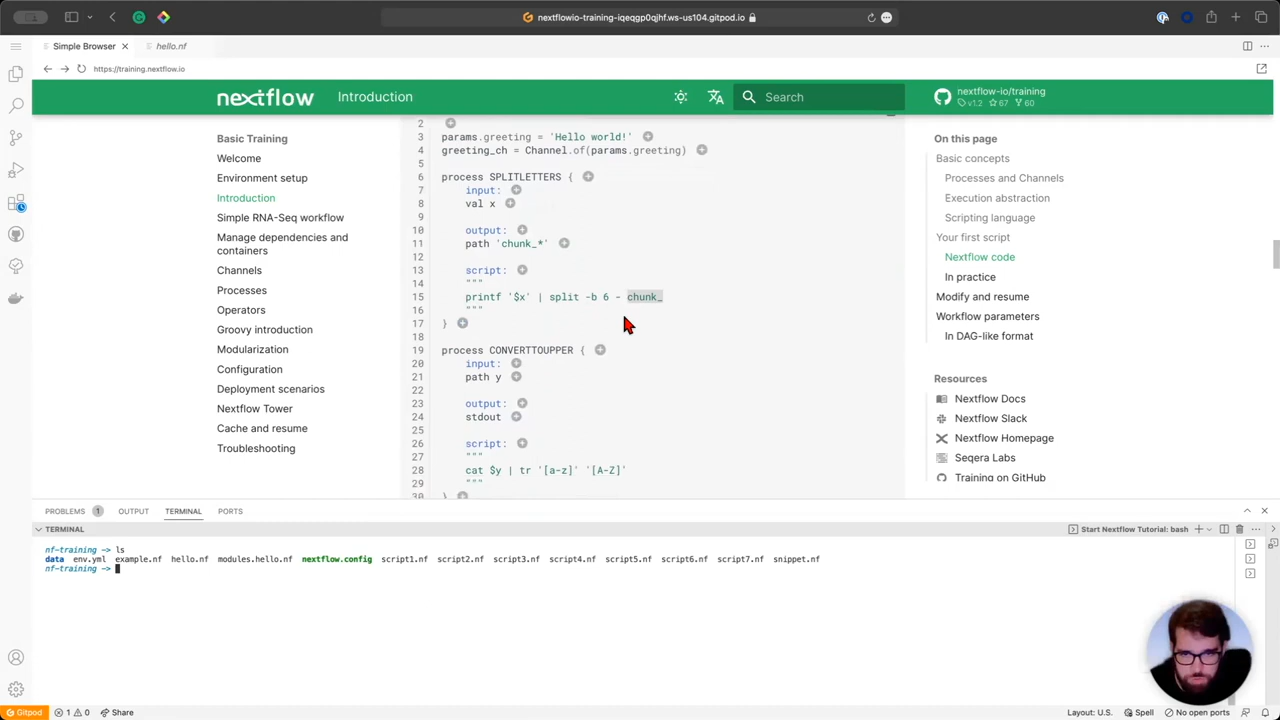 nextflowio-training-iqeqgp0qjhf.ws-us104.gitpod.io
Simple Browser
hello.nf
https://training.nextflow.io
nextflow
Introduction
Search
nextflow-io/training
v1.2 67 60
Basic Training
Welcome
Environment setup
Introduction
Simple RNA-Seq workflow
Manage dependencies and
containers
Channels
Processes
Operators
Groovy introduction
Modularization
Configuration
Deployment scenarios
Nextflow Tower
Cache and resume
Troubleshooting
2
3 params.greeting = 'Hello world!'
4 greeting_ch = Channel.of(params.greeting)
5
6 process SPLITLETTERS {
7 input:
8 val x
9
10 output:
11 path 'chunk_*'
12
13 script:
14 """
15 printf '$x' | split -b 6 - chunk_
16 """
17 }
18
19 process CONVERTTOUPPER {
20 input:
21 path y
22
23 output:
24 stdout
25
26 script:
27 """
28 cat $y | tr '[a-z]' '[A-Z]'
29 """
30 }
On this page
Basic concepts
Processes and Channels
Execution abstraction
Scripting language
Your first script
Nextflow code
In practice
Modify and resume
Workflow parameters
In DAG-like format
Resources
Nextflow Docs
Nextflow Slack
Nextflow Homepage
Seqera Labs
Training on GitHub
PROBLEMS 1 OUTPUT TERMINAL PORTS
TERMINAL
Start Nextflow Tutorial: bash
nf-training -> ls
data env.yml example.nf hello.nf modules.hello.nf nextflow.config script1.nf script2.nf script3.nf script4.nf script5.nf script6.nf script7.nf snippet.nf
nf-training ->
Gitpod 1 0 Share
Layout: U.S. Spell No open ports